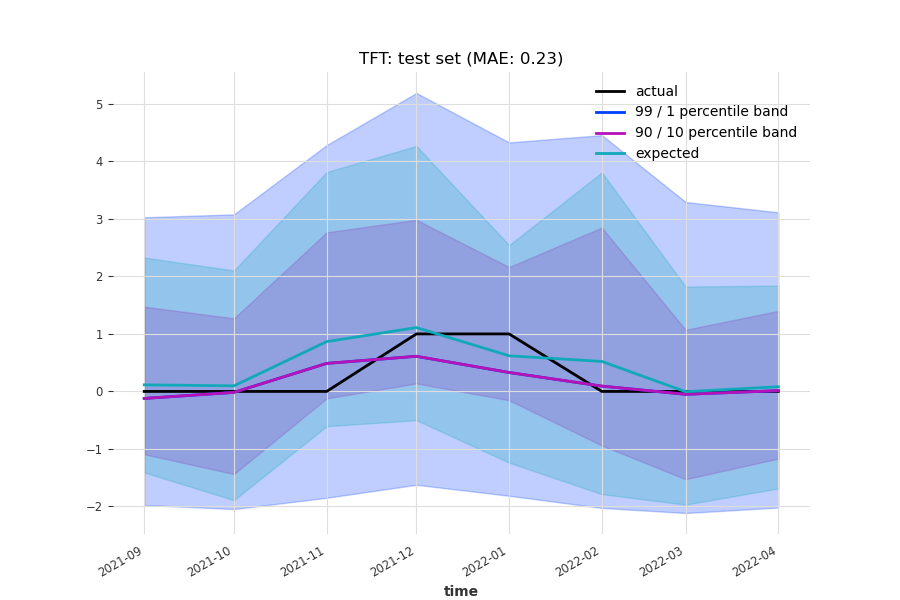 TFT: test set (MAE: 0.23)
actual
99 / 1 percentile band
90 / 10 percentile band
expected
5
4
3
2
1
0
−1
−2
2021-09
2021-10
2021-11
2021-12
2022-01
2022-02
2022-03
2022-04
time